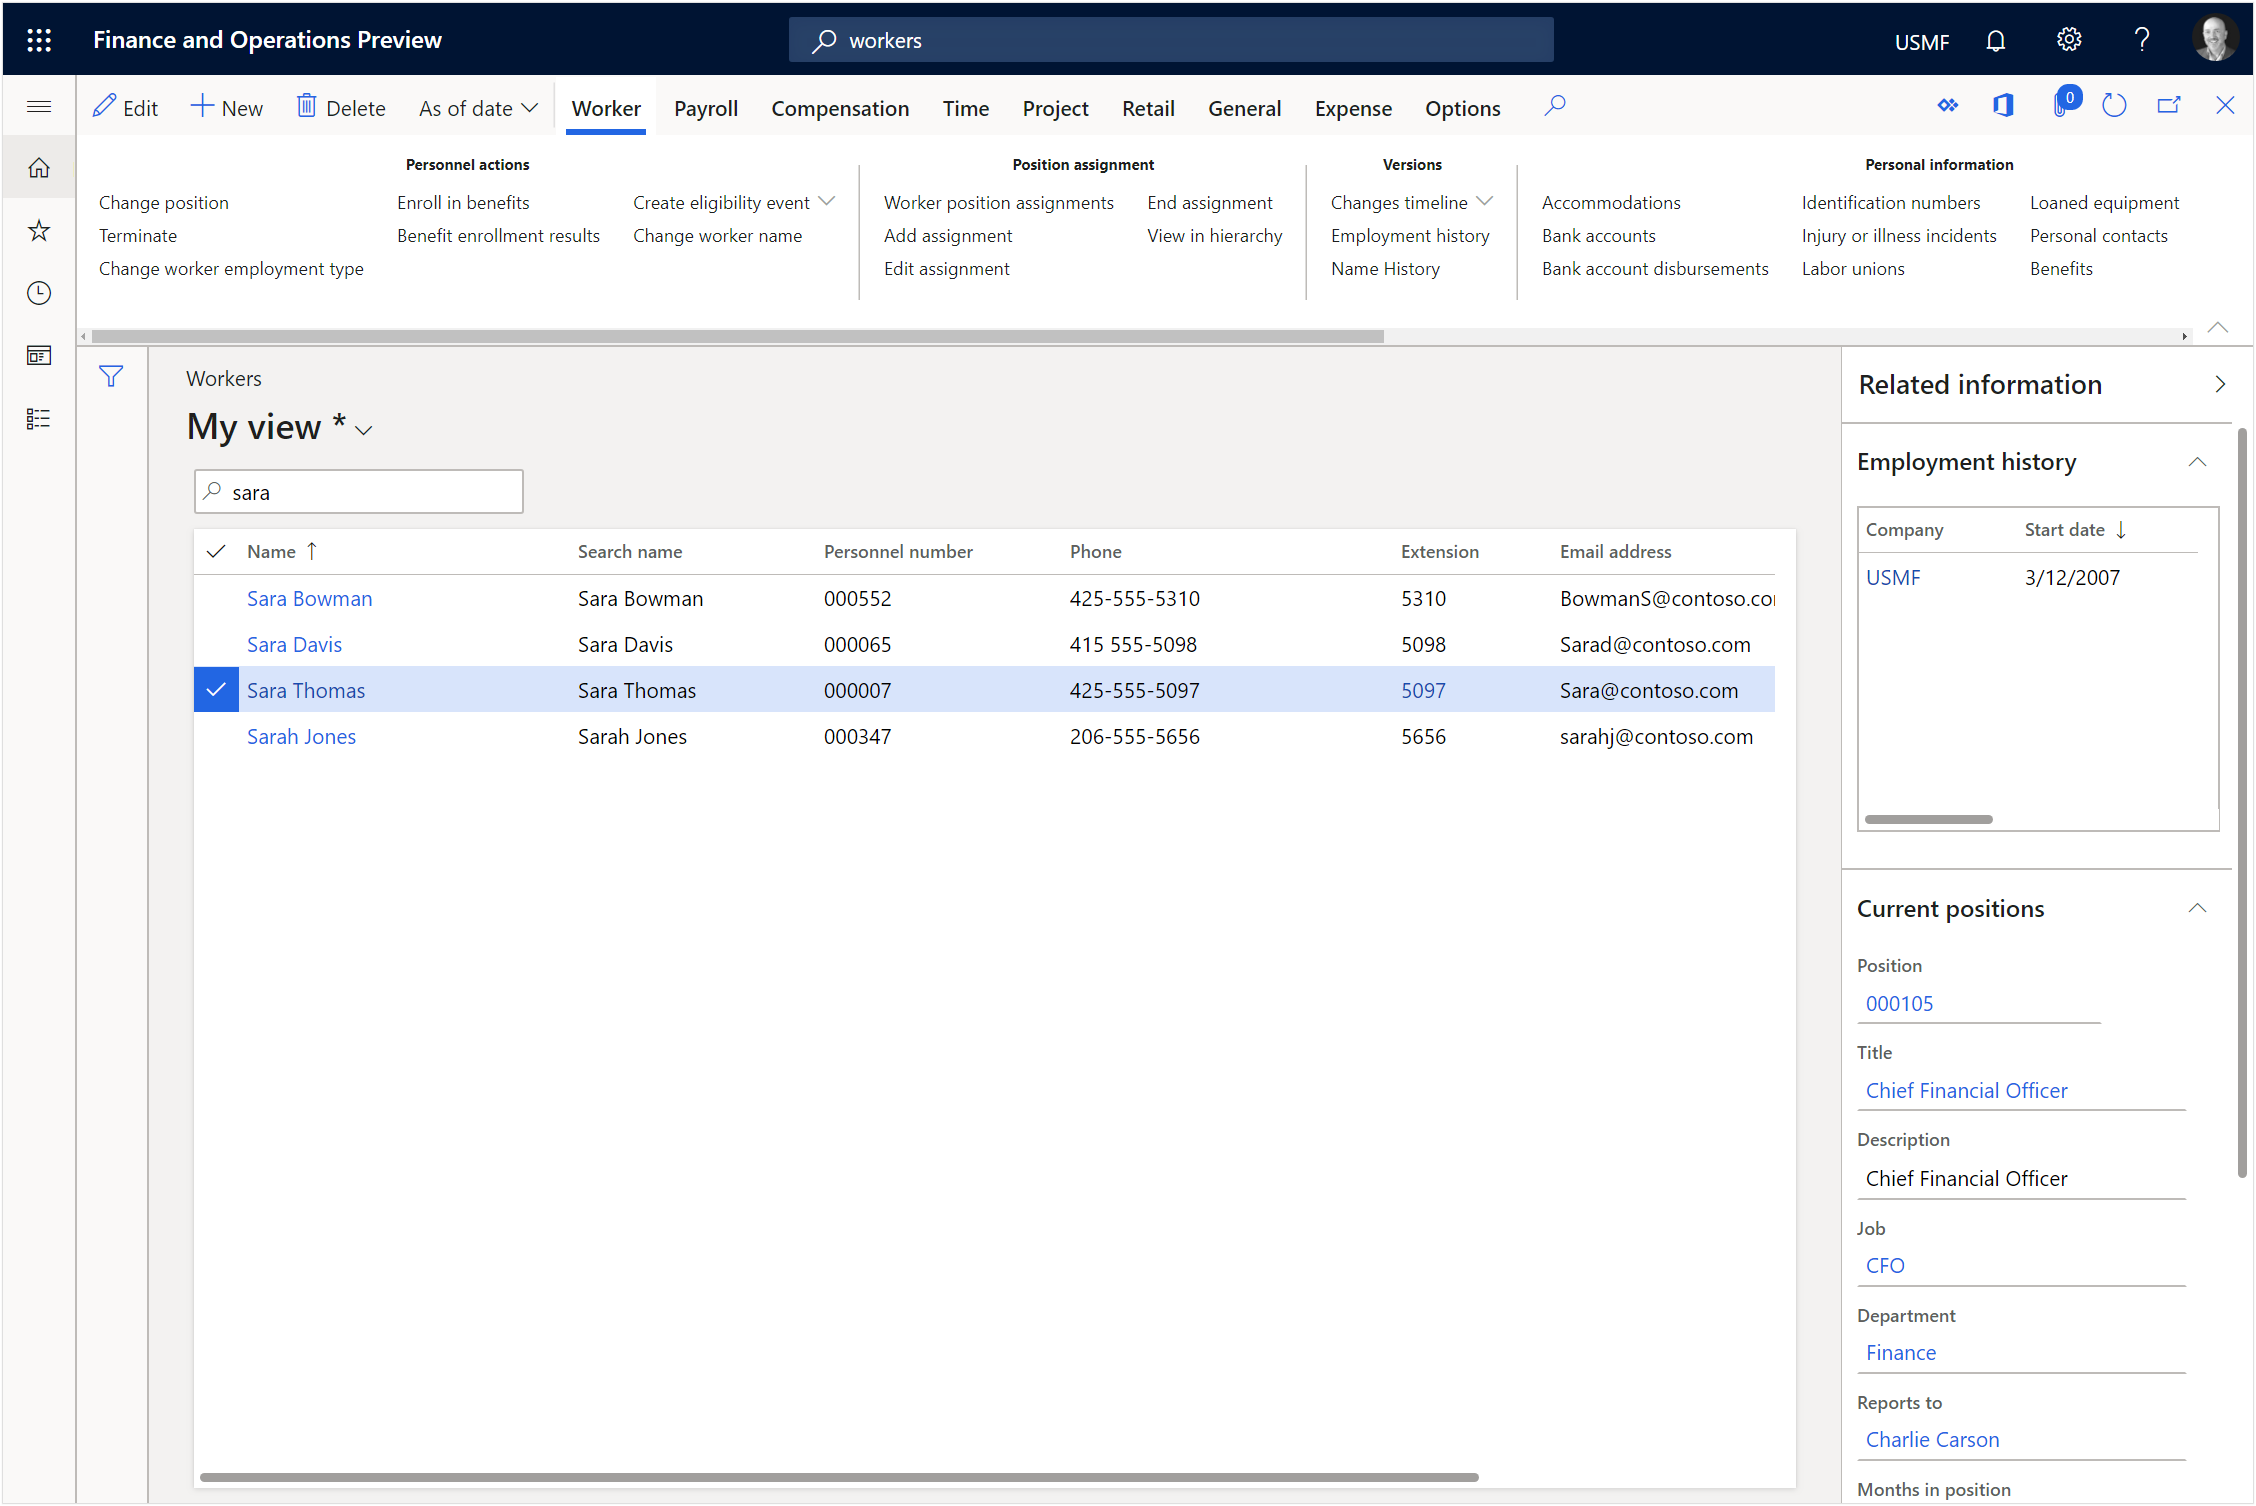 Finance and Operations Preview
workers
USMF
?
Edit New Delete As of date Worker Payroll Compensation Time Project Retail General Expense Options
0
Personnel actions
Change position Enroll in benefits Create eligibility event
Terminate Benefit enrollment results Change worker name
Change worker employment type
Position assignment
Worker position assignments End assignment
Add assignment View in hierarchy
Edit assignment
Versions
Changes timeline
Employment history
Name History
Personal information
Accommodations Identification numbers Loaned equipment
Bank accounts Injury or illness incidents Personal contacts
Bank account disbursements Labor unions Benefits
Workers
My view *
sara
Name Search name Personnel number Phone Extension Email address
Sara Bowman Sara Bowman 000552 425-555-5310 5310 BowmanS@contoso.co
Sara Davis Sara Davis 000065 415 555-5098 5098 Sarad@contoso.com
Sara Thomas Sara Thomas 000007 425-555-5097 5097 Sara@contoso.com
Sarah Jones Sarah Jones 000347 206-555-5656 5656 sarahj@contoso.com
Related information
Employment history
Company Start date
USMF 3/12/2007
Current positions
Position
000105
Title
Chief Financial Officer
Description
Chief Financial Officer
Job
CFO
Department
Finance
Reports to
Charlie Carson
Months in position